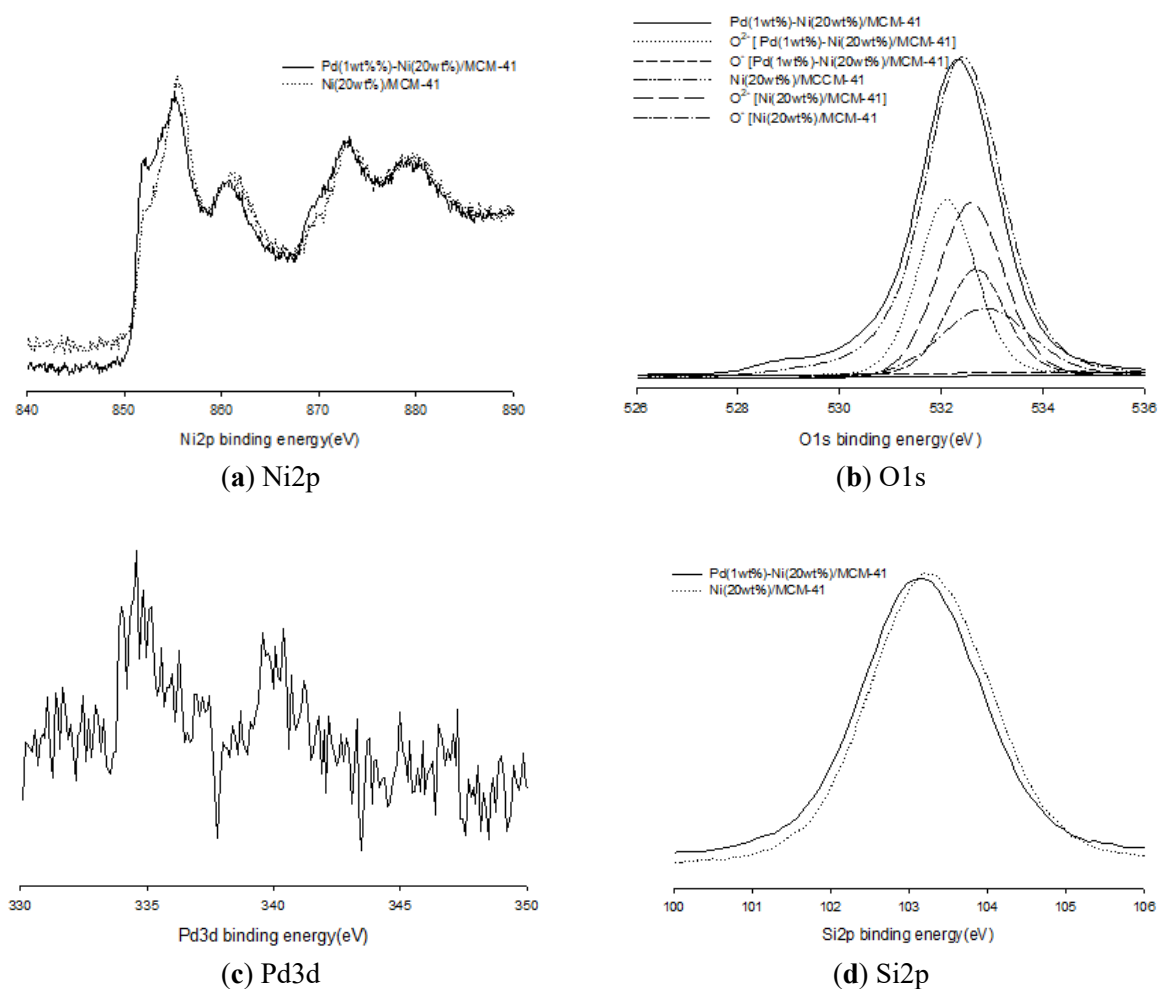 Pd(1wt%%)-Ni(20wt%)/MCM-41
Ni(20wt%)/MCM-41
840 850 860 870 880 890
Ni2p binding energy(eV)
(a) Ni2p
Pd(1wt%)-Ni(20wt%)/MCM-41
O2- [ Pd(1wt%)-Ni(20wt%)/MCM-41]
O- [Pd(1wt%)-Ni(20wt%)/MCM-41]
Ni(20wt%)/MCCM-41
O2- [Ni(20wt%)/MCM-41]
O- [Ni(20wt%)/MCM-41
526 528 530 532 534 536
O1s binding energy(eV)
(b) O1s
330 335 340 345 350
Pd3d binding energy(eV)
(c) Pd3d
Pd(1wt%)-Ni(20wt%)/MCM-41
Ni(20wt%)/MCM-41
100 101 102 103 104 105 106
Si2p binding energy(eV)
(d) Si2p